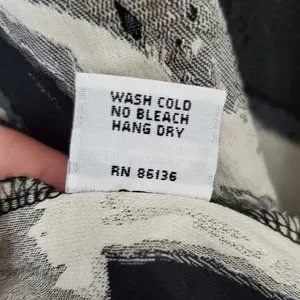 WASH COLD
NO BLEACH
HANG DRY
RN 86136